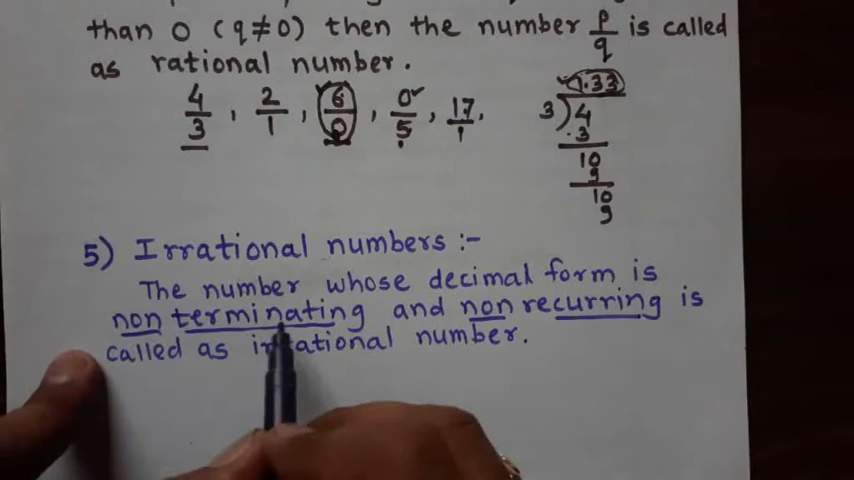 than 0 (q≠0) then the number p/q is called
as rational number.
4/3, 2/1, 6/0, 0/5, 17/1,
1.33
3)4
3
10
9
10
9
5) Irrational numbers :-
The number whose decimal form is
non terminating and non recurring is
called as irrational number.